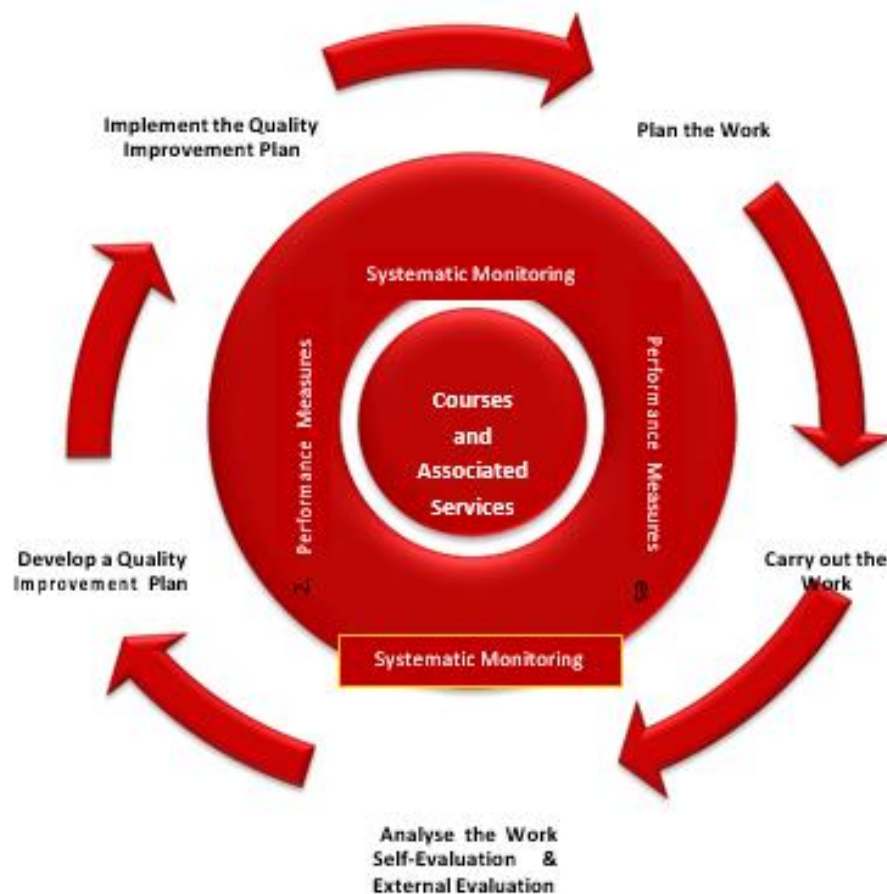 Implement the Quality
Improvement Plan
Plan the Work
Systematic Monitoring
Performance Measures
Performance Measures
Courses
and
Associated
Services
Develop a Quality
Improvement Plan
Carry out the
Work
Systematic Monitoring
Analyse the Work
Self-Evaluation &
External Evaluation